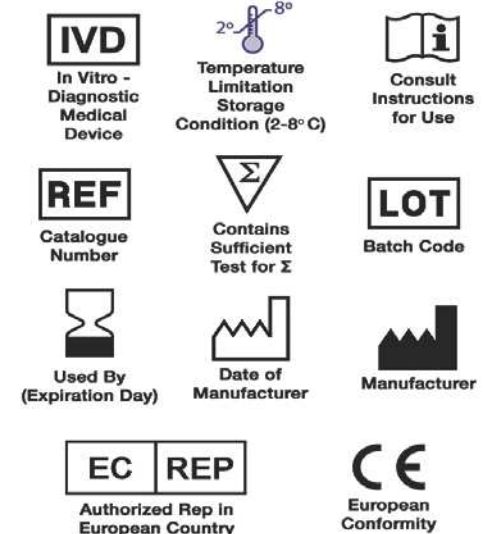 IVD
In Vitro -
Diagnostic
Medical
Device
2°
8°
Temperature
Limitation
Storage
Condition (2-8°C)
i
Consult
Instructions
for Use
REF
Catalogue
Number
Σ
Contains
Sufficient
Test for Σ
LOT
Batch Code
Used By
(Expiration Day)
Date of
Manufacturer
Manufacturer
EC REP
Authorized Rep in
European Country
CE
European
Conformity